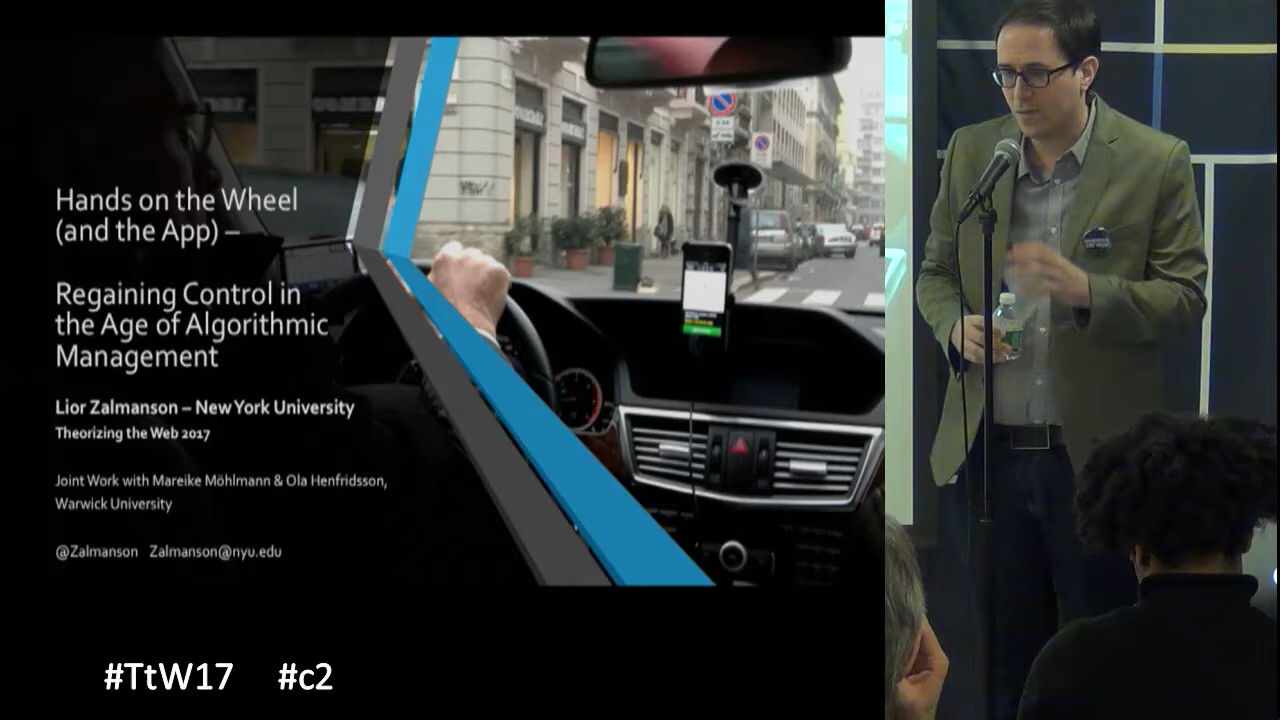 Hands on the Wheel
(and the App) –
Regaining Control in
the Age of Algorithmic
Management
Lior Zalmanson – New York University
Theorizing the Web 2017
Joint Work with Mareike Möhlmann & Ola Henfridsson,
Warwick University
@Zalmanson Zalmanson@nyu.edu
#TtW17 #c2